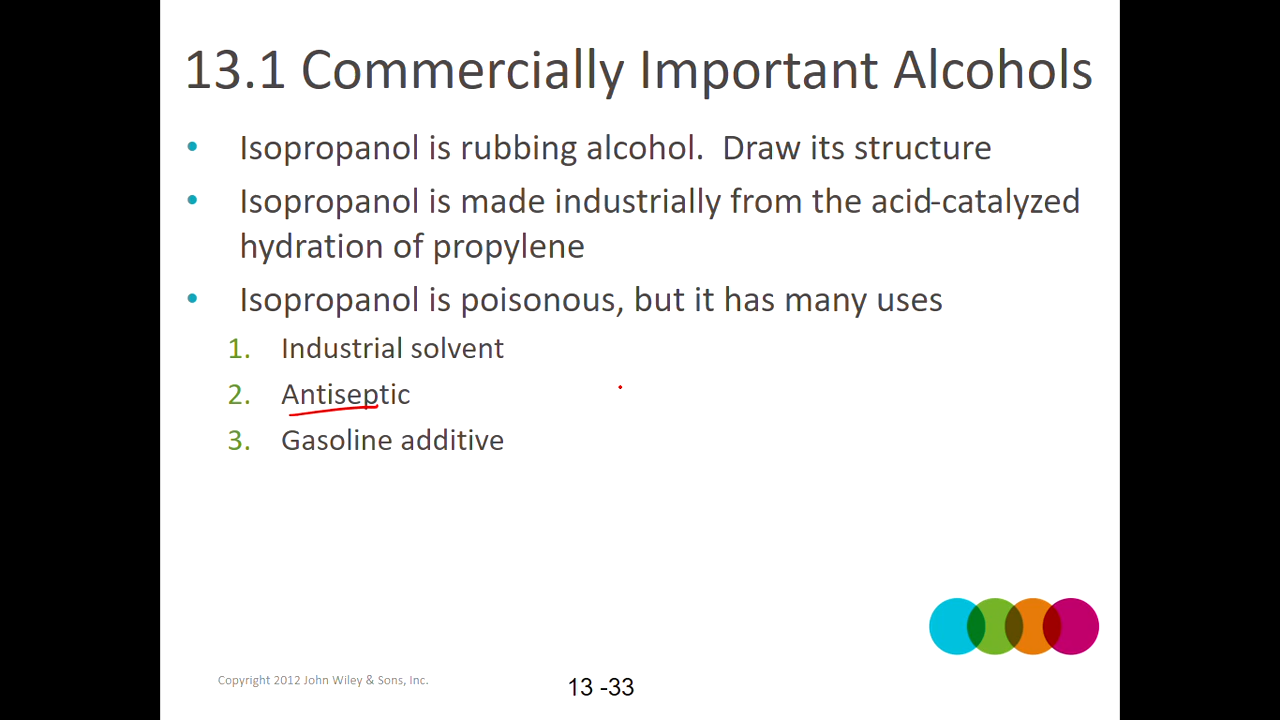 13.1 Commercially Important Alcohols
• Isopropanol is rubbing alcohol.  Draw its structure
• Isopropanol is made industrially from the acid-catalyzed
hydration of propylene
• Isopropanol is poisonous, but it has many uses
1. Industrial solvent
2. Antiseptic
3. Gasoline additive
Copyright 2012 John Wiley & Sons, Inc.
13 -33